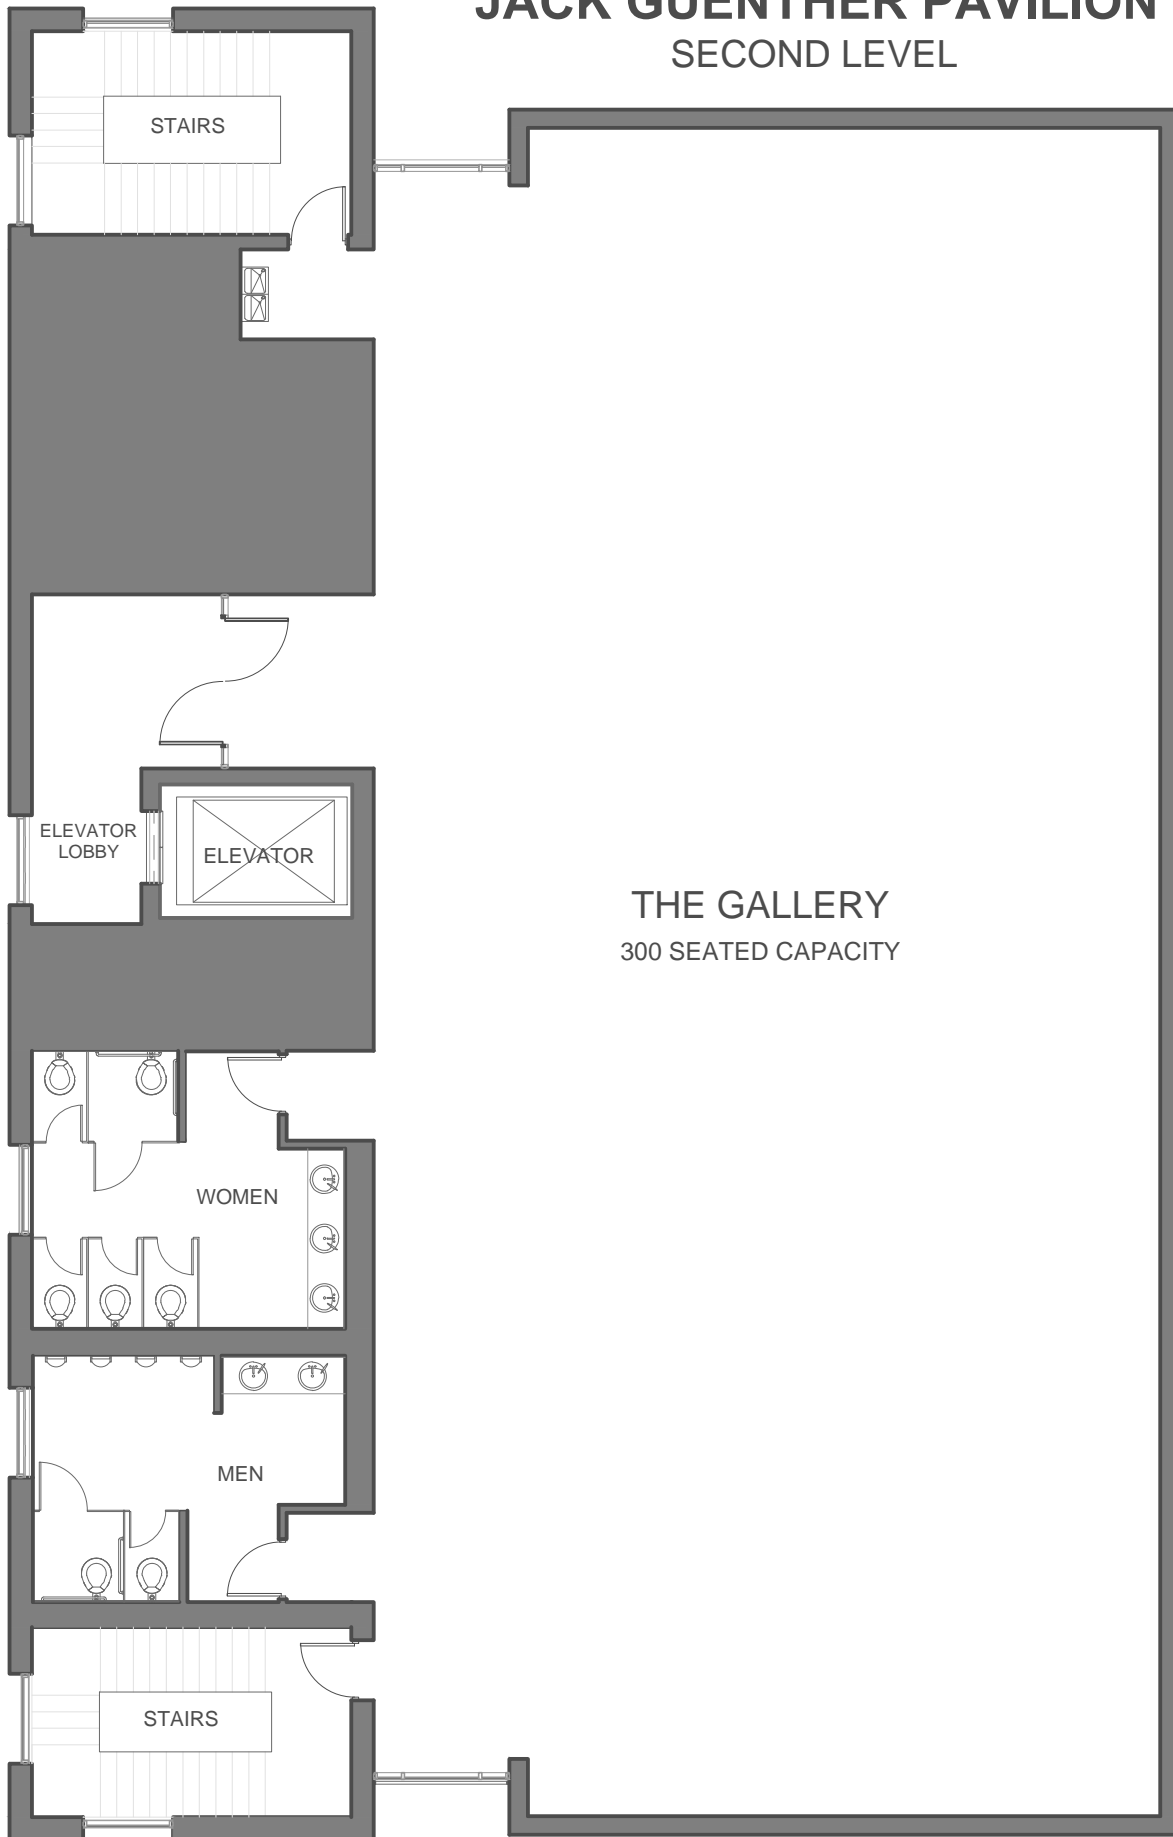 JACK GUENTHER PAVILION
SECOND LEVEL
STAIRS
ELEVATOR
LOBBY
ELEVATOR
THE GALLERY
300 SEATED CAPACITY
WOMEN
MEN
STAIRS